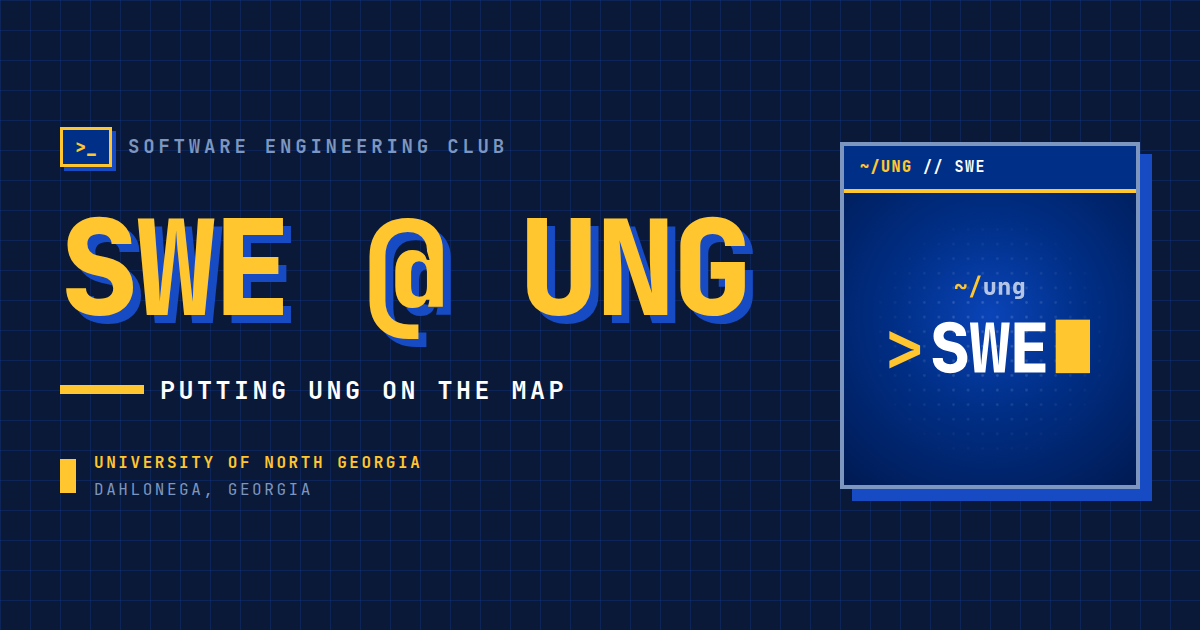 >_ SOFTWARE ENGINEERING CLUB
SWE @ UNG
PUTTING UNG ON THE MAP
UNIVERSITY OF NORTH GEORGIA
DAHLONEGA, GEORGIA
~/UNG // SWE
~/ung
>SWE